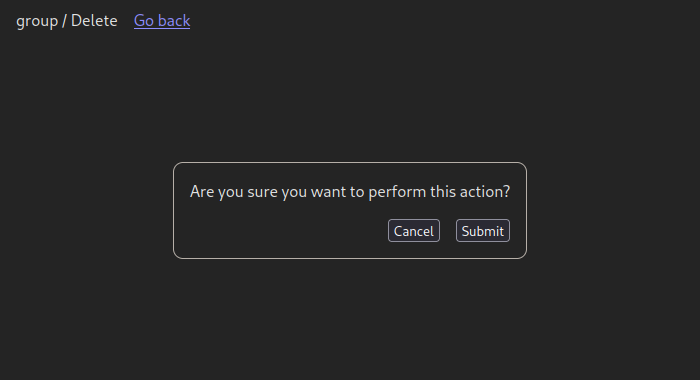 group / Delete Go back
Are you sure you want to perform this action?
Cancel Submit